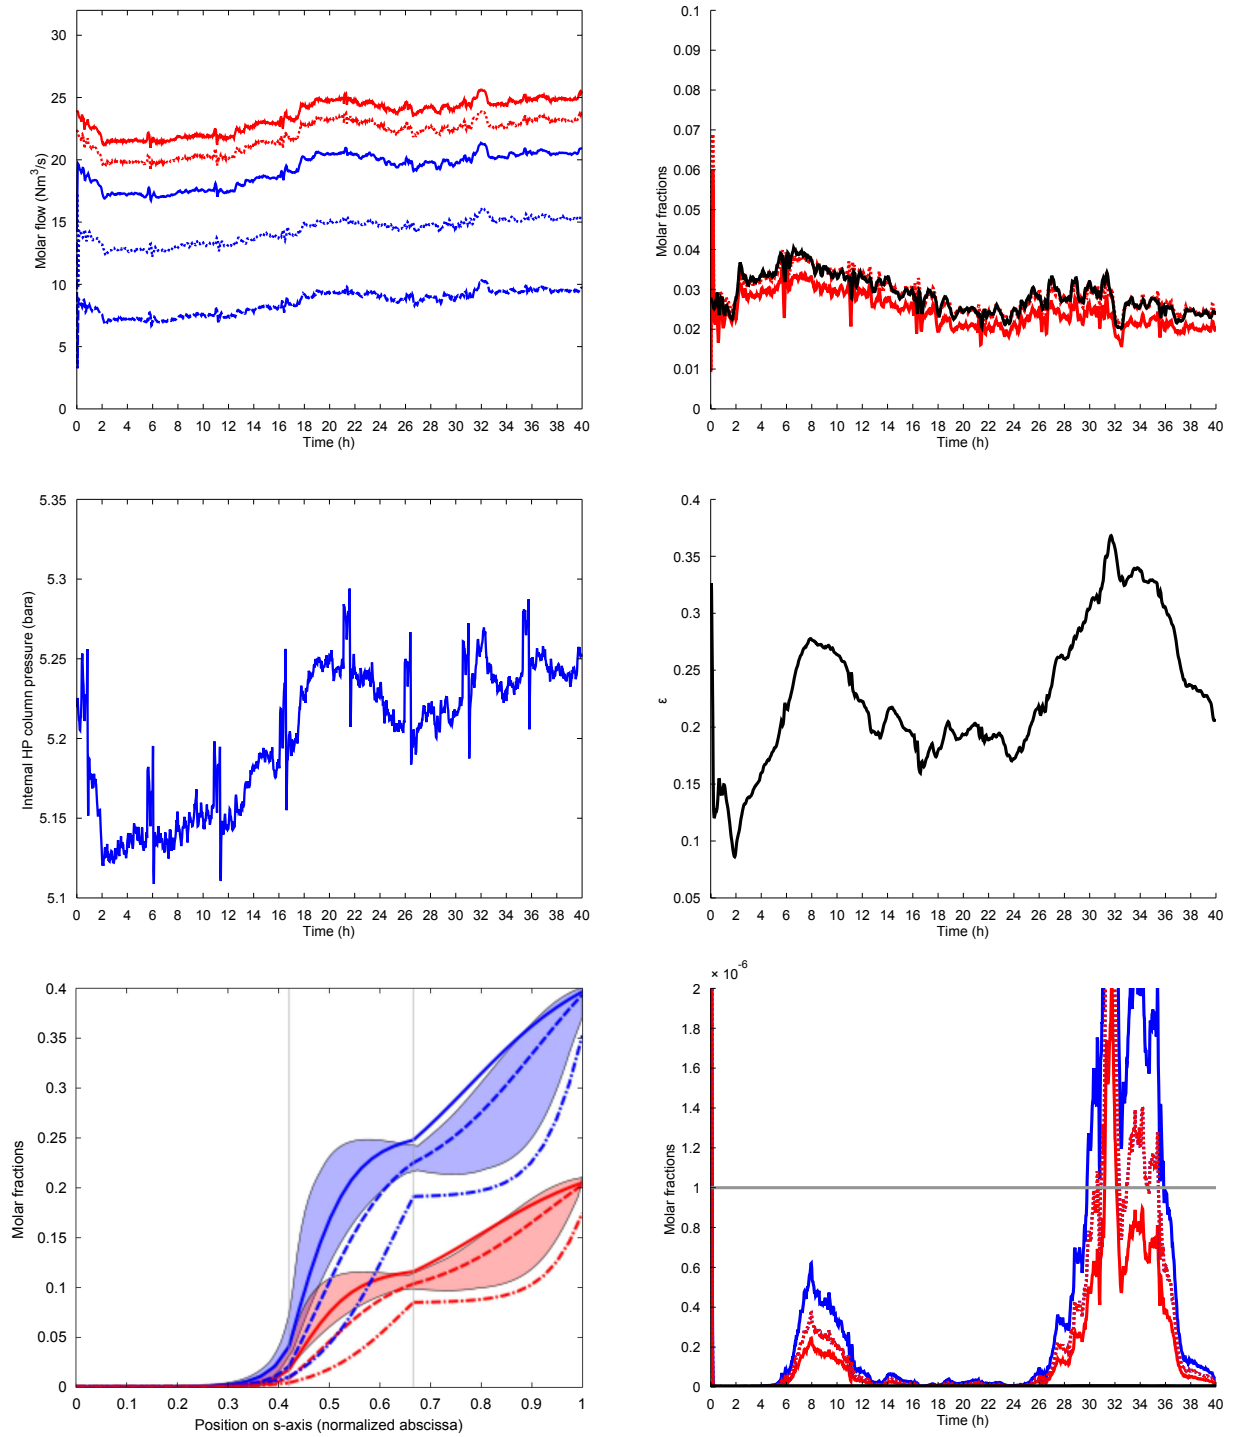 30
25
20
15
10
5
0
Molar flow (Nm³/s)
0 2 4 6 8 10 12 14 16 18 20 22 24 26 28 30 32 34 36 38 40
Time (h)
0.1
0.09
0.08
0.07
0.06
0.05
0.04
0.03
0.02
0.01
0
Molar fractions
0 2 4 6 8 10 12 14 16 18 20 22 24 26 28 30 32 34 36 38 40
Time (h)
5.35
5.3
5.25
5.2
5.15
5.1
Internal HP column pressure (bara)
0 2 4 6 8 10 12 14 16 18 20 22 24 26 28 30 32 34 36 38 40
Time (h)
0.4
0.35
0.3
0.25
0.2
0.15
0.1
0.05
ε
0 2 4 6 8 10 12 14 16 18 20 22 24 26 28 30 32 34 36 38 40
Time (h)
0.4
0.35
0.3
0.25
0.2
0.15
0.1
0.05
0
Molar fractions
0 0.1 0.2 0.3 0.4 0.5 0.6 0.7 0.8 0.9 1
Position on s-axis (normalized abscissa)
× 10⁻⁶
2
1.8
1.6
1.4
1.2
1
0.8
0.6
0.4
0.2
0
Molar fractions
0 2 4 6 8 10 12 14 16 18 20 22 24 26 28 30 32 34 36 38 40
Time (h)